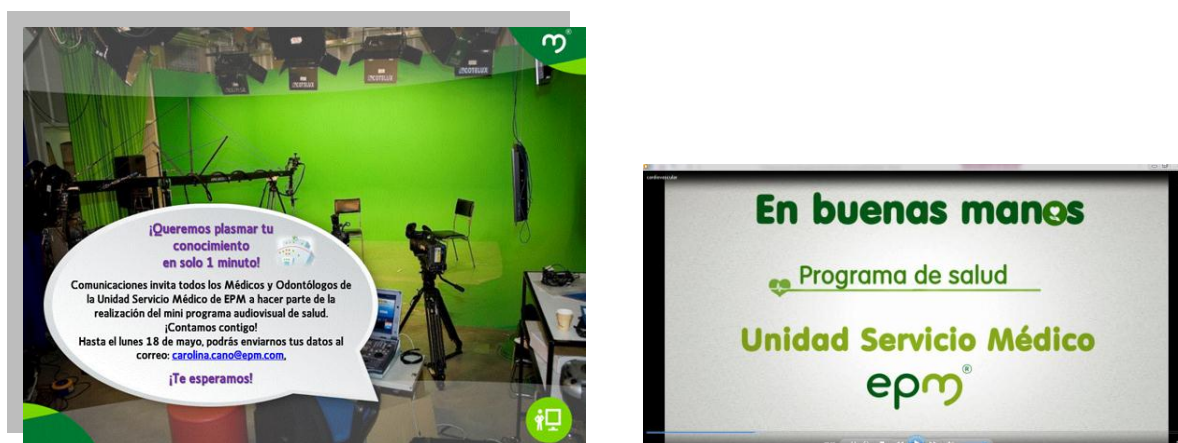 ¡Queremos plasmar tu
conocimiento
en solo 1 minuto!
Comunicaciones invita todos los Médicos y Odontólogos de
la Unidad Servicio Médico de EPM a hacer parte de la
realización del mini programa audiovisual de salud.
¡Contamos contigo!
Hasta el lunes 18 de mayo, podrás enviarnos tus datos al
correo: carolina.cano@epm.com.
¡Te esperamos!
cardiovascular
En buenas manos
Programa de salud
Unidad Servicio Médico
epm®